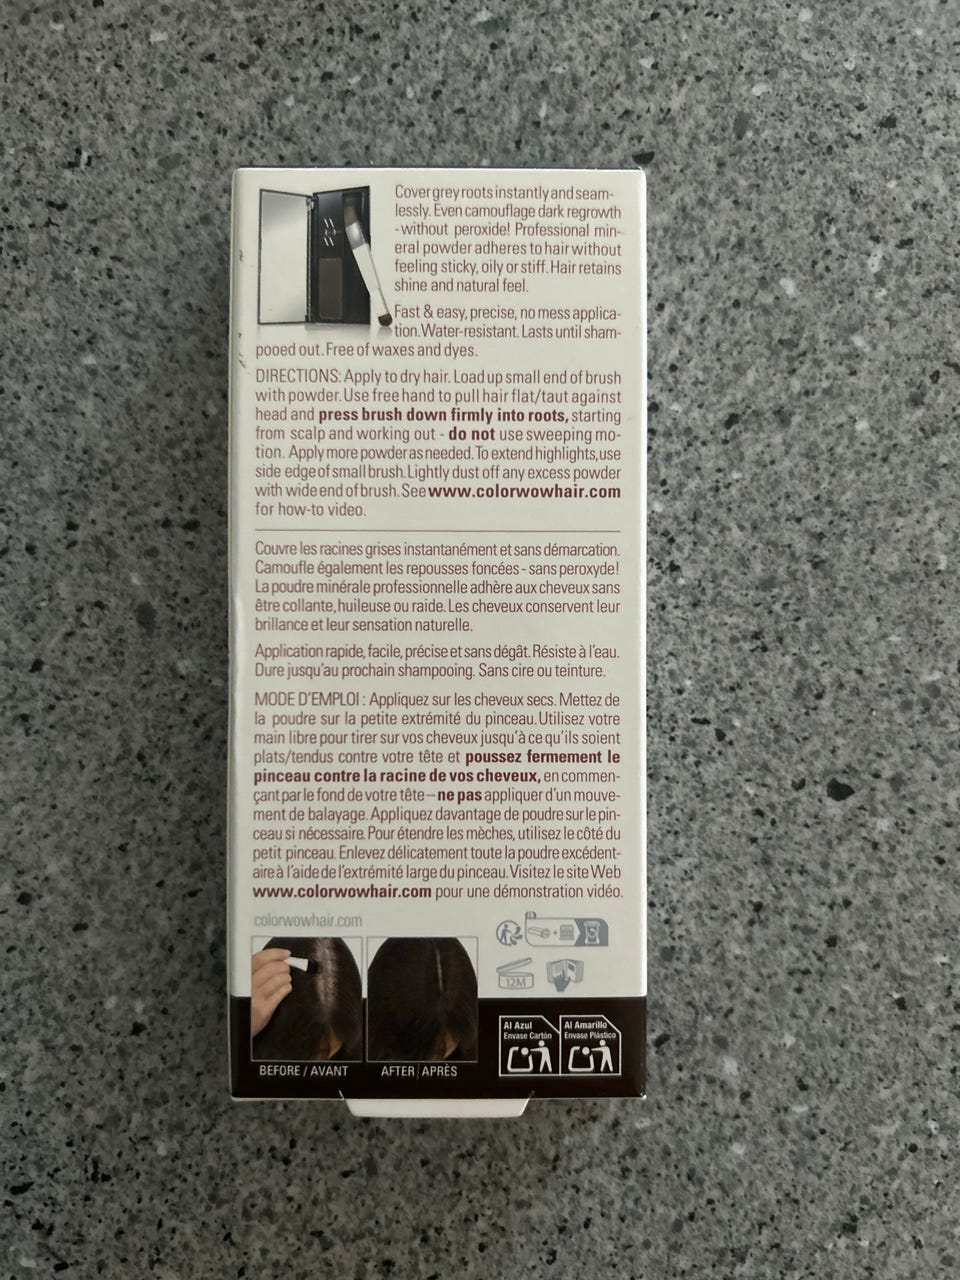 Cover grey roots instantly and seam-
lessly. Even camouflage dark regrowth
- without peroxide! Professional min-
eral powder adheres to hair without
feeling sticky, oily or stiff. Hair retains
shine and natural feel.
Fast & easy, precise, no mess applica-
tion. Water-resistant. Lasts until sham-
pooed out. Free of waxes and dyes.
DIRECTIONS: Apply to dry hair. Load up small end of brush
with powder. Use free hand to pull hair flat/taut against
head and press brush down firmly into roots, starting
from scalp and working out - do not use sweeping mo-
tion. Apply more powder as needed. To extend highlights, use
side edge of small brush. Lightly dust off any excess powder
with wide end of brush. See www.colorwowhair.com
for how-to video.
Couvre les racines grises instantanément et sans démarcation.
Camoufle également les repousses foncées - sans peroxyde!
La poudre minérale professionnelle adhère aux cheveux sans
être collante, huileuse ou raide. Les cheveux conservent leur
brillance et leur sensation naturelle.
Application rapide, facile, précise et sans dégât. Résiste à l'eau.
Dure jusqu'au prochain shampooing. Sans cire ou teinture.
MODE D'EMPLOI : Appliquez sur les cheveux secs. Mettez de
la poudre sur la petite extrémité du pinceau. Utilisez votre
main libre pour tirer sur vos cheveux jusqu'à ce qu'ils soient
plats/tendus contre votre tête et poussez fermement le
pinceau contre la racine de vos cheveux, en commen-
çant par le fond de votre tête – ne pas appliquer d'un mouve-
ment de balayage. Appliquez davantage de poudre sur le pin-
ceau si nécessaire. Pour étendre les mèches, utilisez le côté du
petit pinceau. Enlevez délicatement toute la poudre excédent-
aire à l'aide de l'extrémité large du pinceau. Visitez le site Web
www.colorwowhair.com pour une démonstration vidéo.
colorwowhair.com
FR
12M
Al Azul
Envase Cartón
Al Amarillo
Envase Plástico
BEFORE / AVANT
AFTER / APRÈS